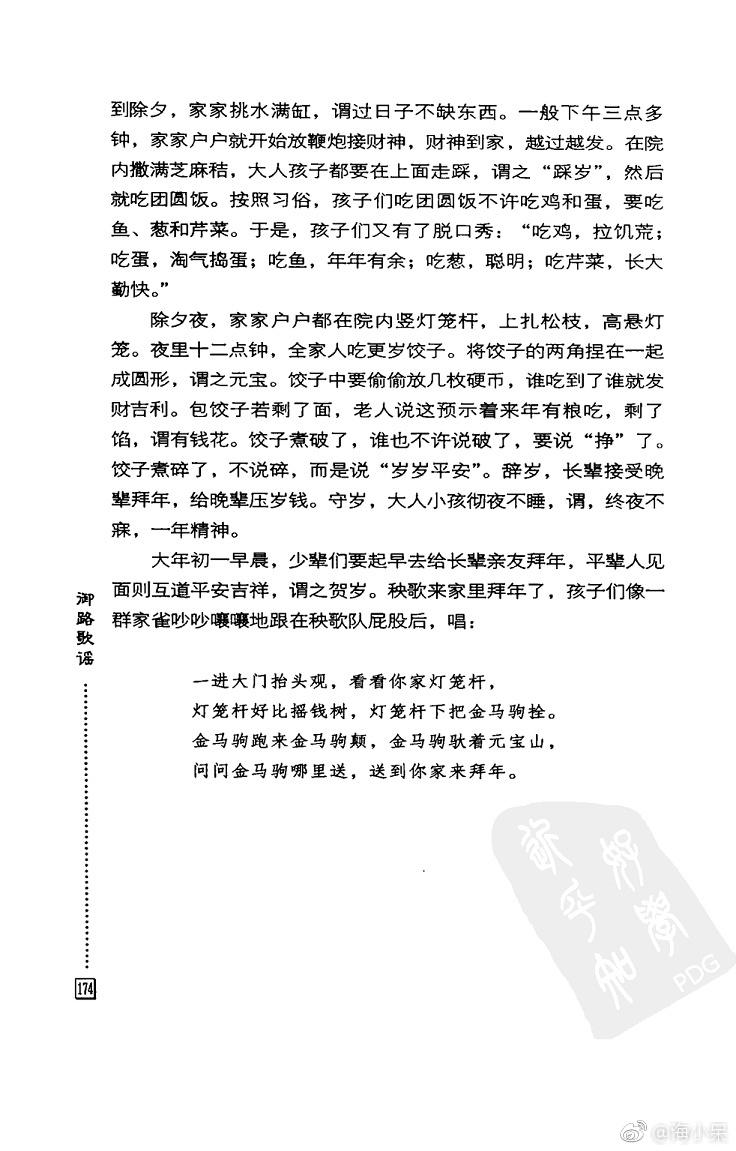 到除夕，家家挑水满缸，谓过日子不缺东西。一般下午三点多
钟，家家户户就开始放鞭炮接财神，财神到家，越过越发。在院
内撒满芝麻秸，大人孩子都要在上面走踩，谓之“踩岁”，然后
就吃团圆饭。按照习俗，孩子们吃团圆饭不许吃鸡和蛋，要吃
鱼、葱和芹菜。于是，孩子们又有了脱口秀：“吃鸡，拉饥荒；
吃蛋，淘气捣蛋；吃鱼，年年有余；吃葱，聪明；吃芹菜，长大
勤快。”
除夕夜，家家户户都在院内竖灯笼杆，上扎松枝，高悬灯
笼。夜里十二点钟，全家人吃更岁饺子。将饺子的两角捏在一起
成圆形，谓之元宝。饺子中要偷偷放几枚硬币，谁吃到了谁就发
财吉利。包饺子若剩了面，老人说这预示着来年有粮吃，剩了
馅，谓有钱花。饺子煮破了，谁也不许说破了，要说“挣”了。
饺子煮碎了，不说碎，而是说“岁岁平安”。辞岁，长辈接受晚
辈拜年，给晚辈压岁钱。守岁，大人小孩彻夜不睡，谓，终夜不
寐，一年精神。
大年初一早晨，少辈们要起早去给长辈亲友拜年，平辈人见
面则互道平安吉祥，谓之贺岁。秧歌来家里拜年了，孩子们像一
群家雀吵吵嚷嚷地跟在秧歌队屁股后，唱：
一进大门抬头观，看看你家灯笼杆，
灯笼杆好比摇钱树，灯笼杆下把金马驹拴。
金马驹跑来金马驹颠，金马驹驮着元宝山，
问问金马驹哪里送，送到你家来拜年。
御路歌谣
174
PDG
@海小呆